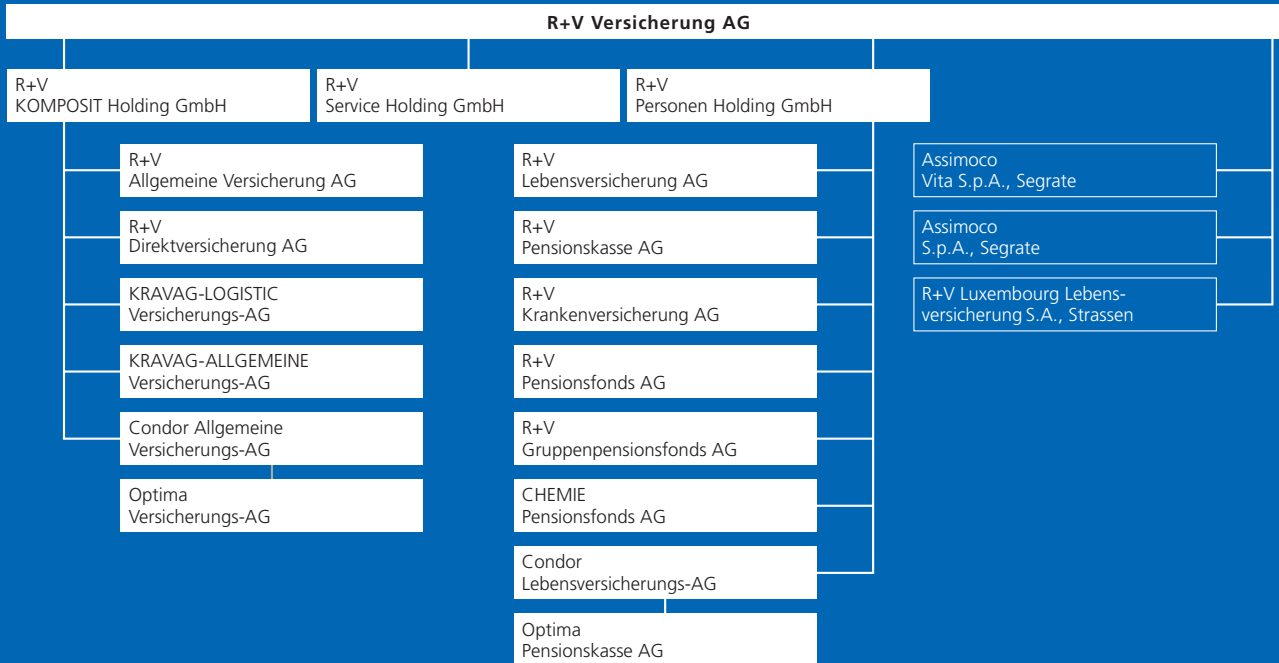 R+V Versicherung AG
R+V
KOMPOSIT Holding GmbH
R+V
Service Holding GmbH
R+V
Personen Holding GmbH
R+V
Allgemeine Versicherung AG
R+V
Direktversicherung AG
KRAVAG-LOGISTIC
Versicherungs-AG
KRAVAG-ALLGEMEINE
Versicherungs-AG
Condor Allgemeine
Versicherungs-AG
Optima
Versicherungs-AG
R+V
Lebensversicherung AG
R+V
Pensionskasse AG
R+V
Krankenversicherung AG
R+V
Pensionsfonds AG
R+V
Gruppenpensionsfonds AG
CHEMIE
Pensionsfonds AG
Condor
Lebensversicherungs-AG
Optima
Pensionskasse AG
Assimoco
Vita S.p.A., Segrate
Assimoco
S.p.A., Segrate
R+V Luxembourg Lebens-
versicherung S.A., Strassen